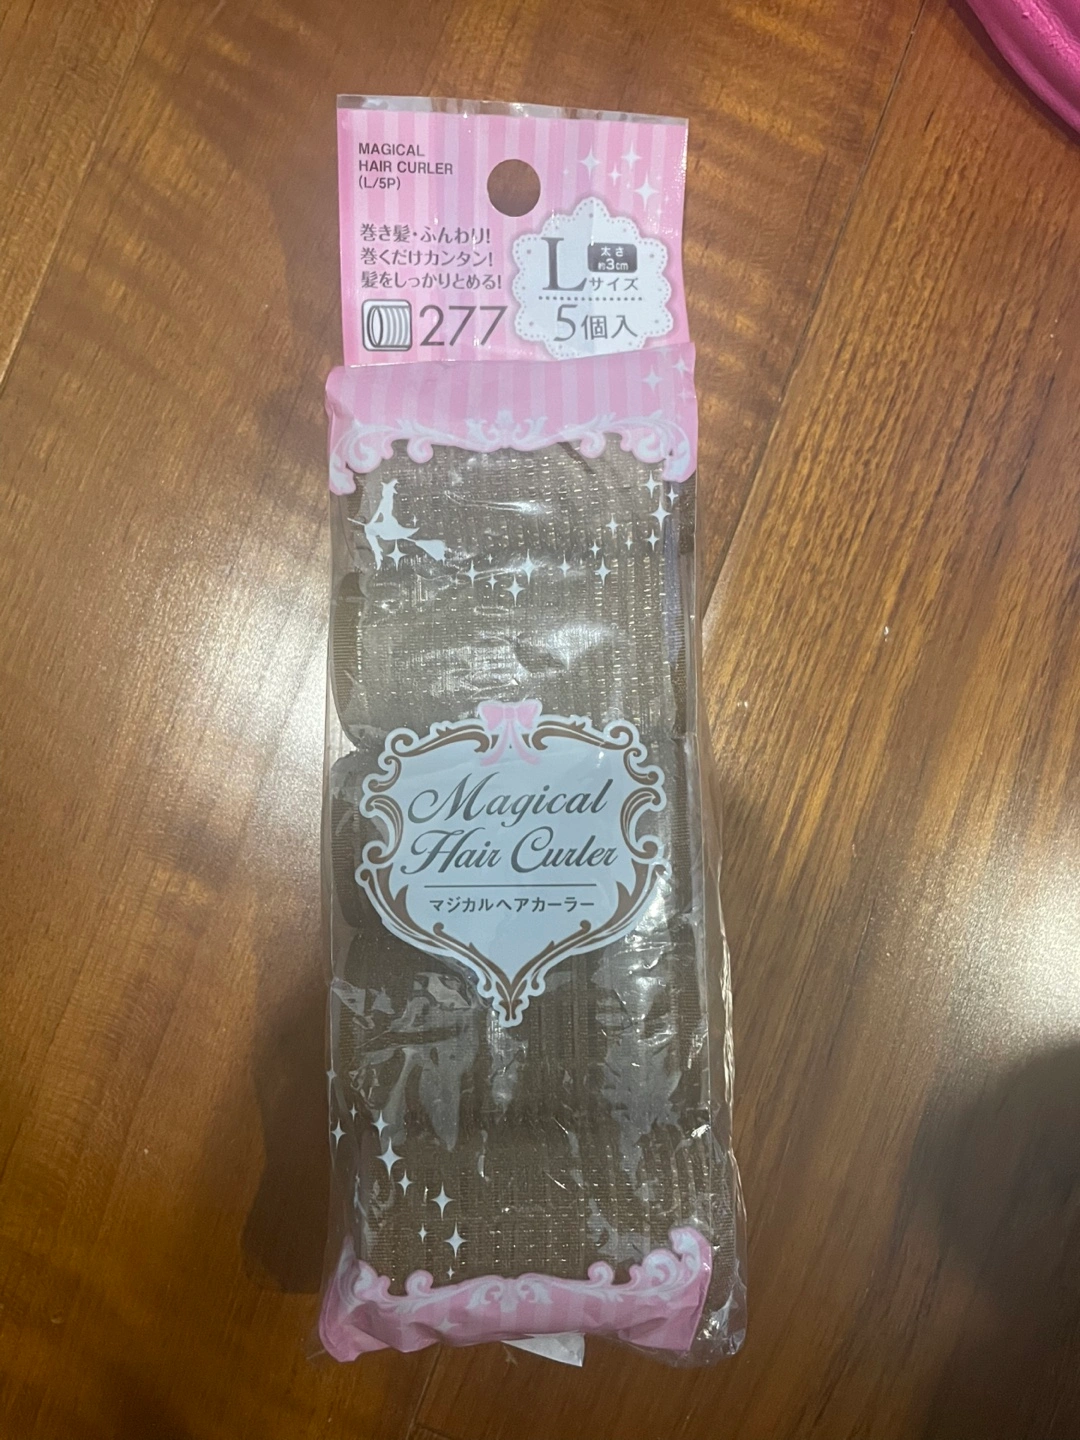 MAGICAL
HAIR CURLER
(L/5P)
巻き髪・ふんわり!
巻くだけカンタン!
髪をしっかりとめる!
277
L 太さ
約3cm
サイズ
5個入
Magical
Hair Curler
マジカルヘアカーラー